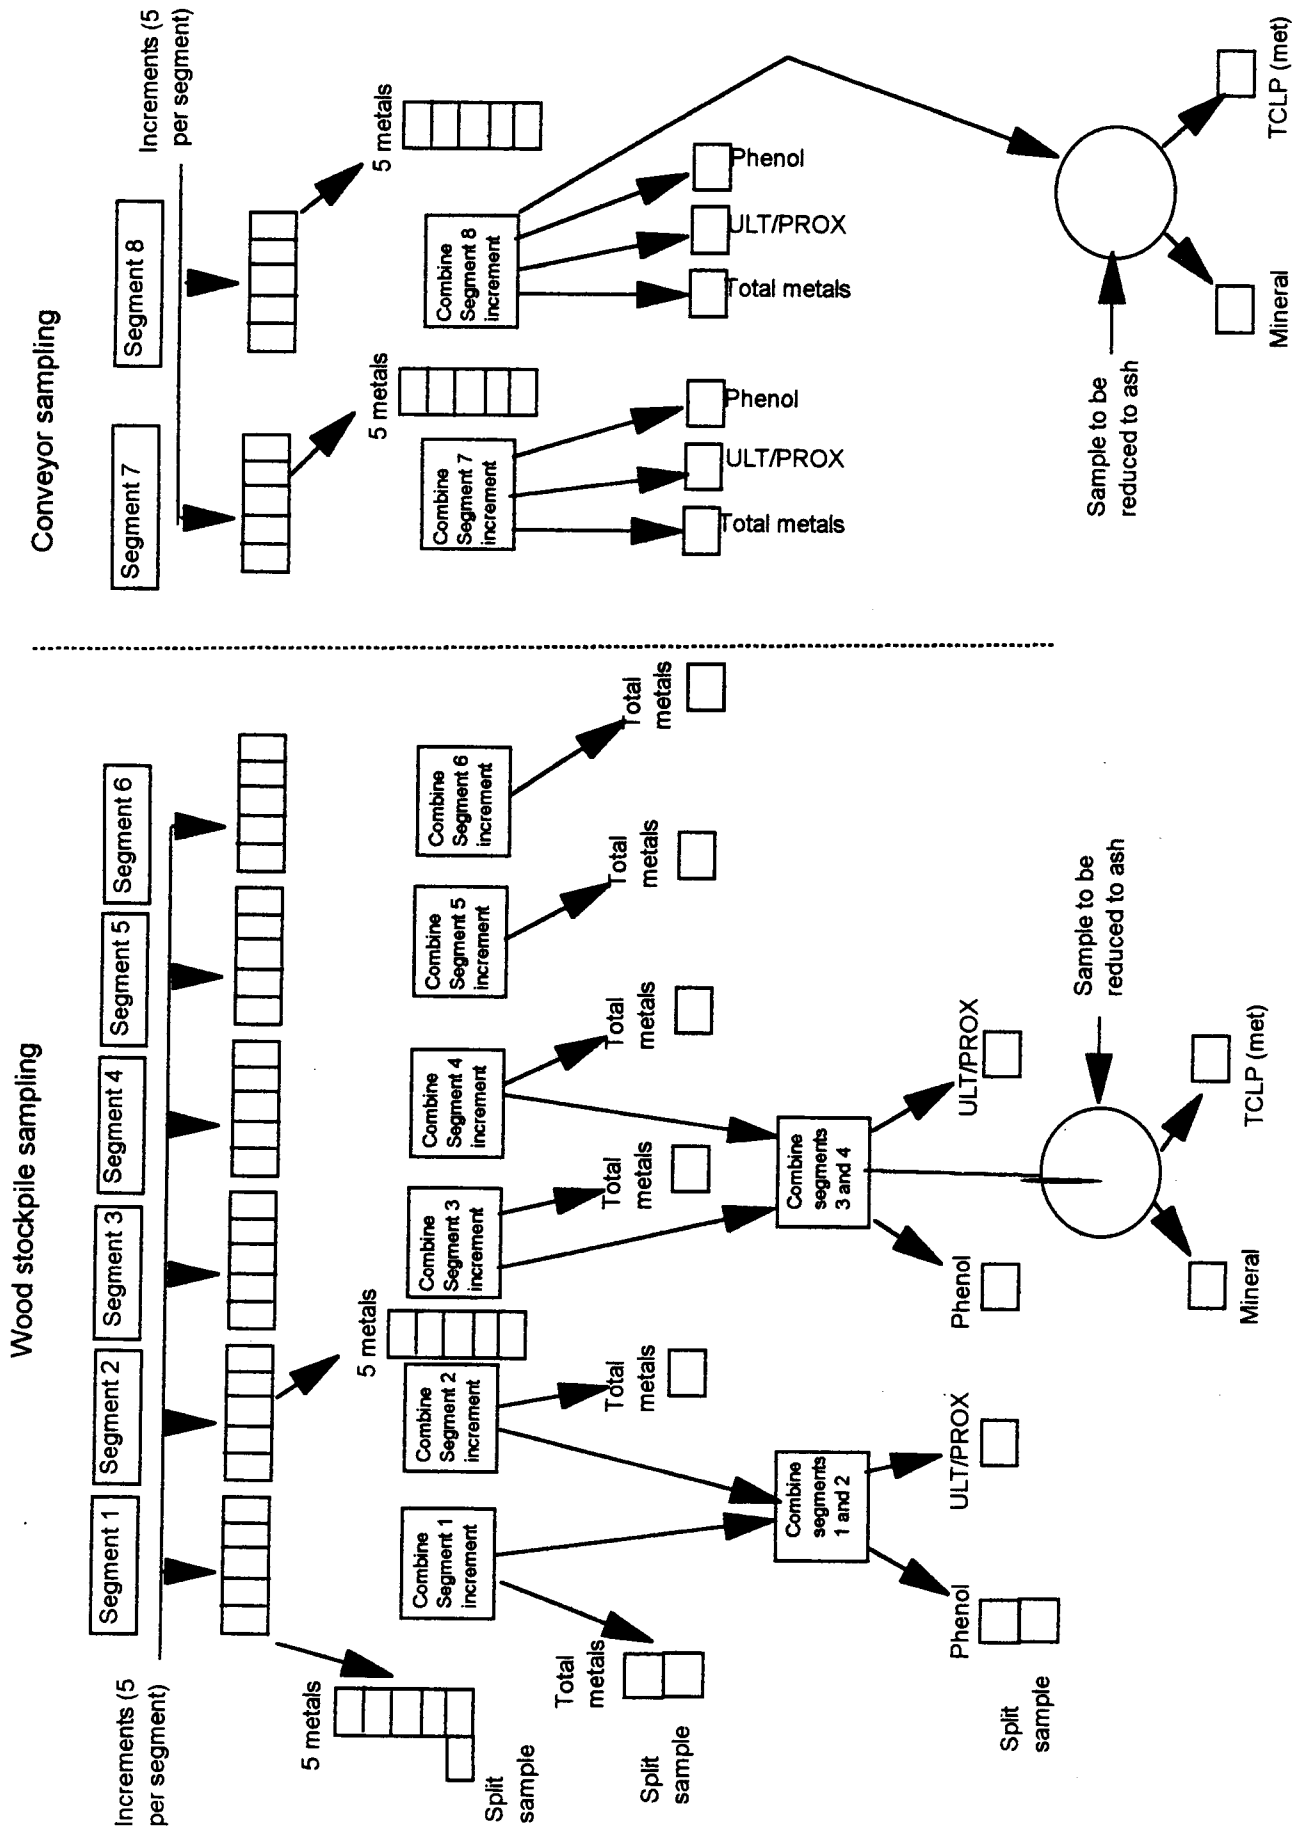 Wood stockpile sampling
Conveyor sampling
Increments (5
per segment)
Segment 1
Segment 2
Segment 3
Segment 4
Segment 5
Segment 6
Segment 7
Segment 8
Increments (5
per segment)
5 metals
Split
sample
5 metals
5 metals
5 metals
Combine
Segment 1
increment
Combine
Segment 2
increment
Combine
Segment 3
increment
Combine
Segment 4
increment
Combine
Segment 5
increment
Combine
Segment 6
increment
Combine
Segment 7
increment
Combine
Segment 8
increment
Total
metals
Split
sample
Total
metals
Total
metals
Total
metals
Total
metals
Total
metals
Total metals
ULT/PROX
Phenol
Total metals
ULT/PROX
Phenol
Combine
segments
1 and 2
Combine
segments
3 and 4
Phenol
Split
sample
ULT/PROX
Phenol
ULT/PROX
Sample to be
reduced to ash
Mineral
TCLP (met)
Sample to be
reduced to ash
Mineral
TCLP (met)